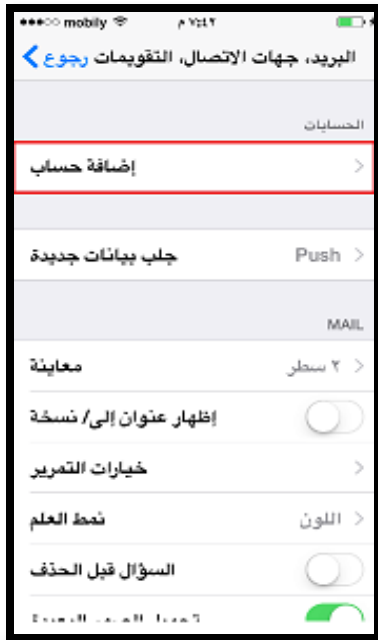 mobily ٧:٤٢ م
رجوع البريد، جهات الاتصال، التقويمات
الحسابات
إضافة حساب
جلب بيانات جديدة Push
MAIL
معاينة ٢ سطر
إظهار عنوان إلى/ نسخة
خيارات التمرير
نمط العلم اللون
السؤال قبل الحذف